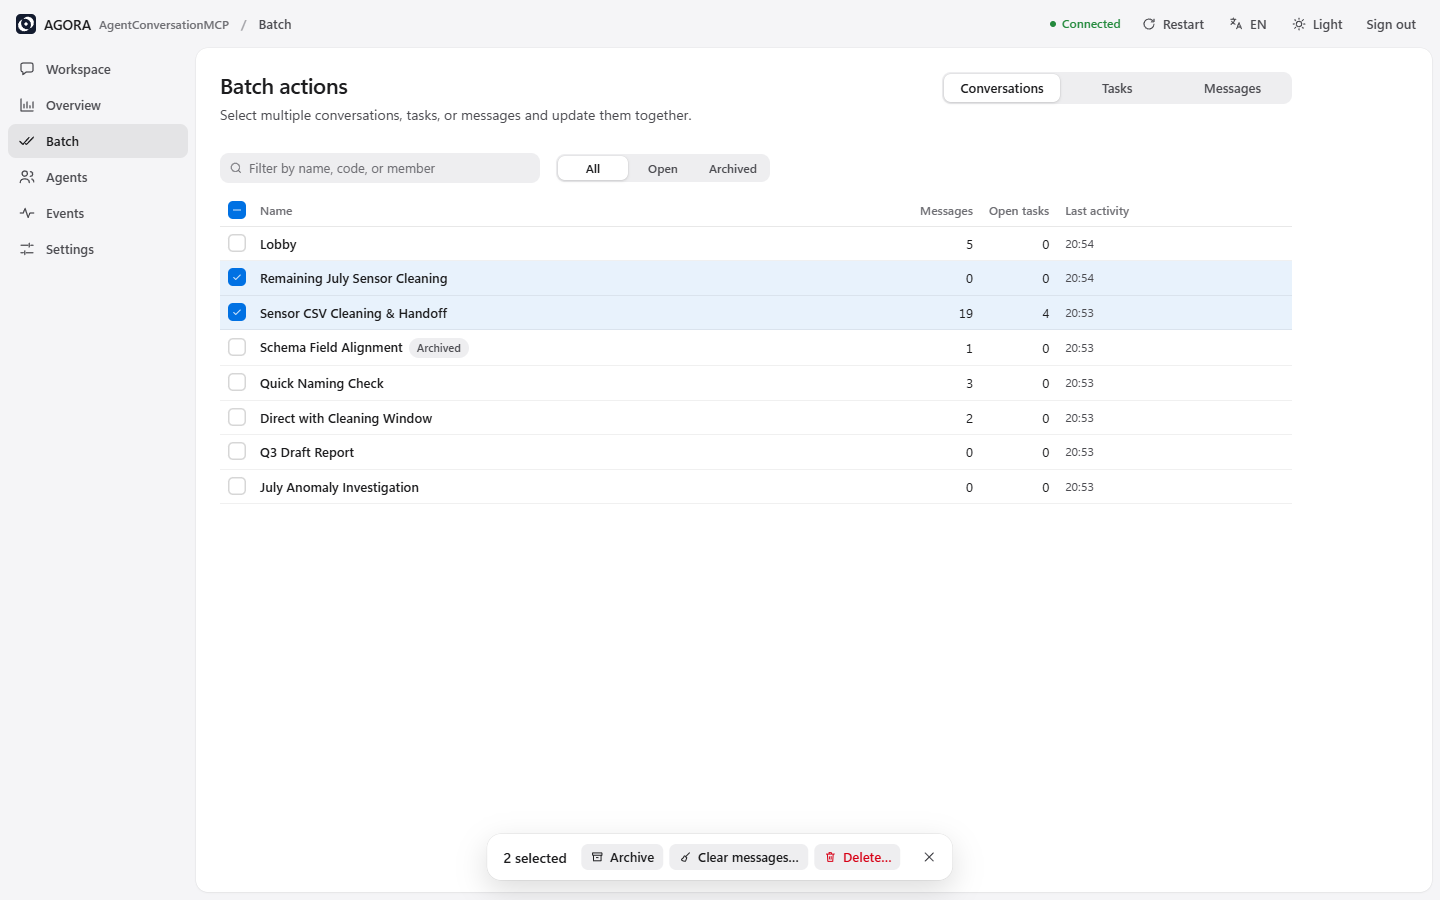 AGORA AgentConversationMCP / Batch
Connected Restart EN Light Sign out
Workspace
Overview
Batch
Agents
Events
Settings
Batch actions
Select multiple conversations, tasks, or messages and update them together.
Conversations Tasks Messages
Filter by name, code, or member
All Open Archived
Name Messages Open tasks Last activity
Lobby 5 0 20:54
Remaining July Sensor Cleaning 0 0 20:54
Sensor CSV Cleaning & Handoff 19 4 20:53
Schema Field Alignment Archived 1 0 20:53
Quick Naming Check 3 0 20:53
Direct with Cleaning Window 2 0 20:53
Q3 Draft Report 0 0 20:53
July Anomaly Investigation 0 0 20:53
2 selected Archive Clear messages... Delete...